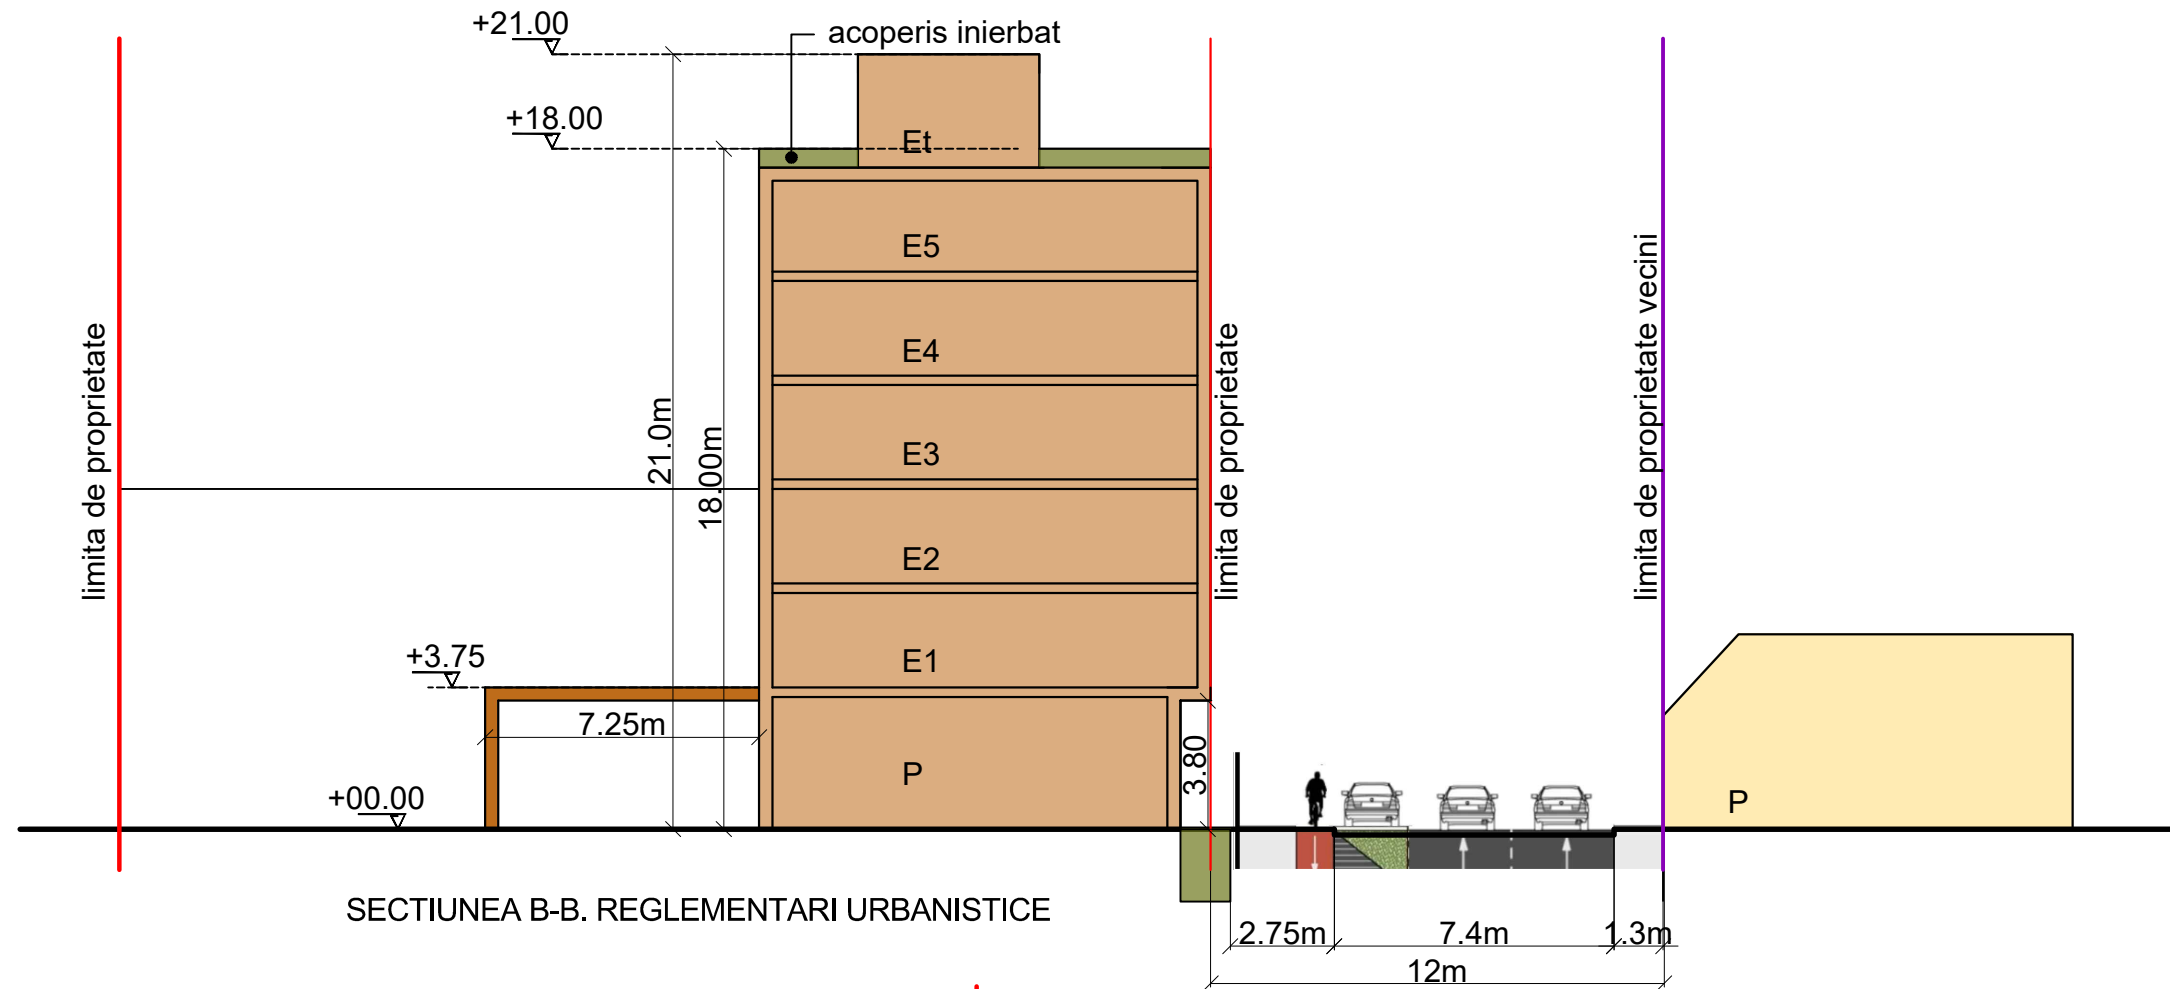 +21.00
acoperis inierbat
+18.00
Et
E5
E4
E3
E2
E1
P
limita de proprietate
21.0m
18.00m
limita de proprietate
limita de proprietate vecini
+3.75
7.25m
3.80
+00.00
P
SECTIUNEA B-B. REGLEMENTARI URBANISTICE
2.75m
7.4m
1.3m
12m